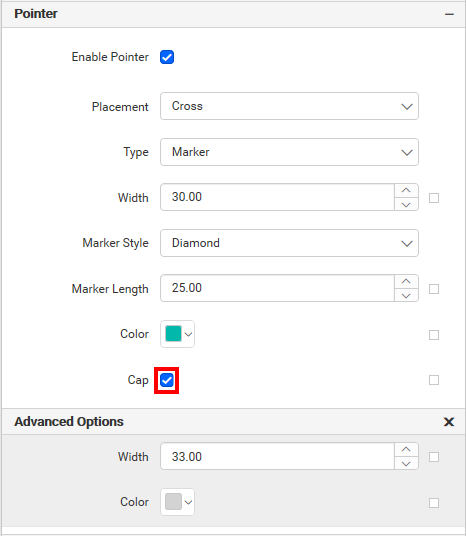 Pointer
Enable Pointer
Placement Cross
Type Marker
Width 30.00
Marker Style Diamond
Marker Length 25.00
Color
Cap
Advanced Options
Width 33.00
Color